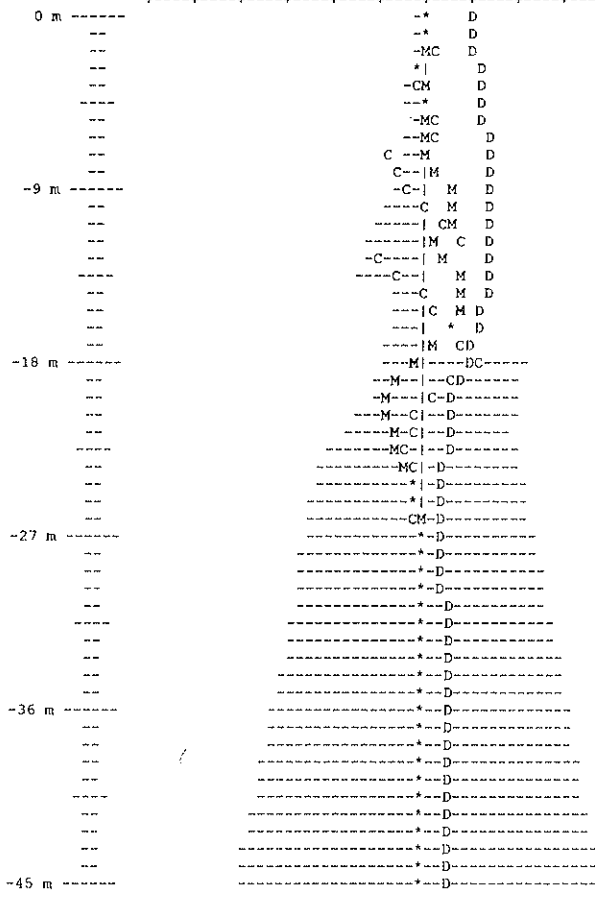 0 m ------ -* D
-- -* D
-- -MC D
-- *| D
-- -CM D
---- --* D
-- -MC D
-- --MC D
-- C --M D
-- C--|M D
-9 m ------ -C-| M D
-- ----C M D
-- -----| CM D
-- ------|M C D
-- -C----| M D
---- ----C--| M D
-- ---C M D
-- ---|C M D
-- ---| * D
-- ----|M CD
-18 m ------ ---M|----DC-----
-- --M--|--CD------
-- -M---|C-D-------
-- ----M--C|--D-------
-- -----M-C|--D------
---- -------MC-|--D-------
-- ---------MC|-D--------
-- ----------*|-D--------
-- ----------*|-D--------
-- -----------CM-D--------
-27 m ------ ------------*-D----------
-- -------------*-D----------
-- -------------*-D-----------
-- -------------*-D-----------
-- -------------*--D----------
---- --------------*--D-----------
-- --------------*--D-----------
-- --------------*--D------------
-- ---------------*--D------------
-- ---------------*--D------------
-36 m ------ ----------------*--D-------------
-- ----------------*--D-------------
-- ----------------*--D-------------
-- -----------------*--D--------------
-- -----------------*--D--------------
---- -----------------*--D--------------
-- ------------------*--D---------------
-- ------------------*--D---------------
-- -------------------*--D----------------
-- -------------------*--D----------------
-45 m ------ -------------------*--D----------------